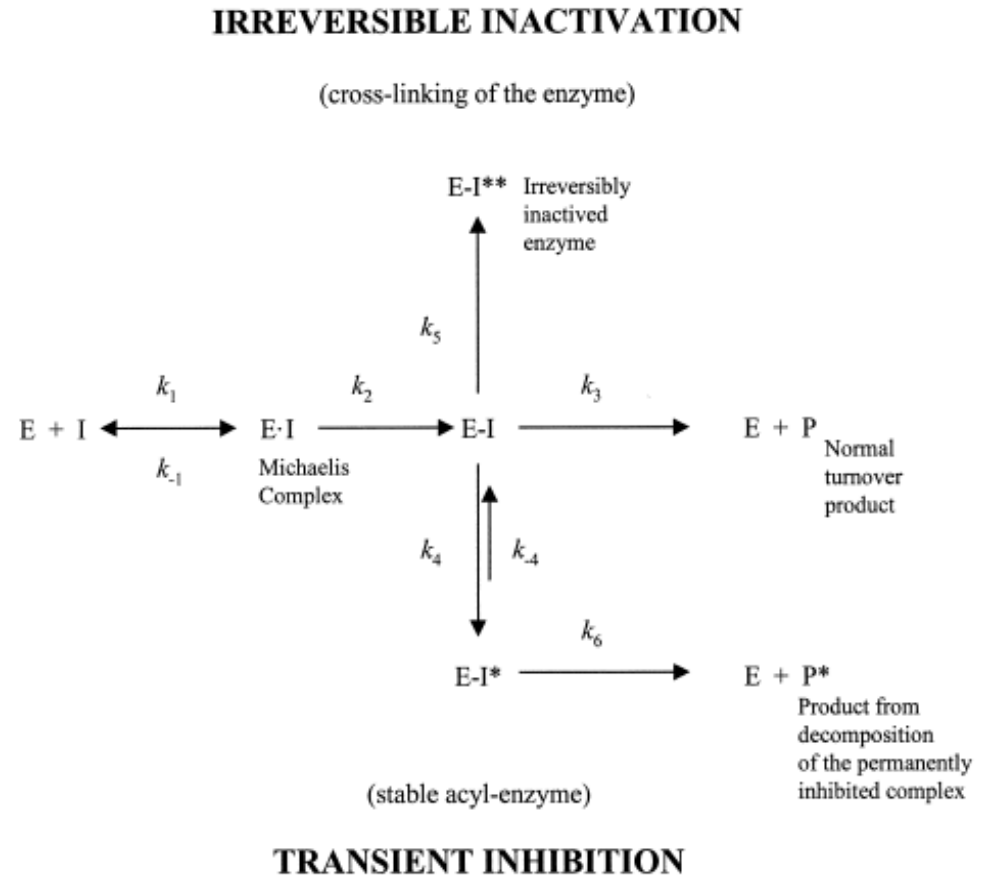 IRREVERSIBLE INACTIVATION
(cross-linking of the enzyme)
E-I** Irreversibly
inactived
enzyme
k5
k1
k2
k3
E + I
E·I
E-I
E + P
k-1
Michaelis
Complex
Normal
turnover
product
k4
k-4
k6
E-I*
E + P*
Product from
decomposition
of the permanently
inhibited complex
(stable acyl-enzyme)
TRANSIENT INHIBITION